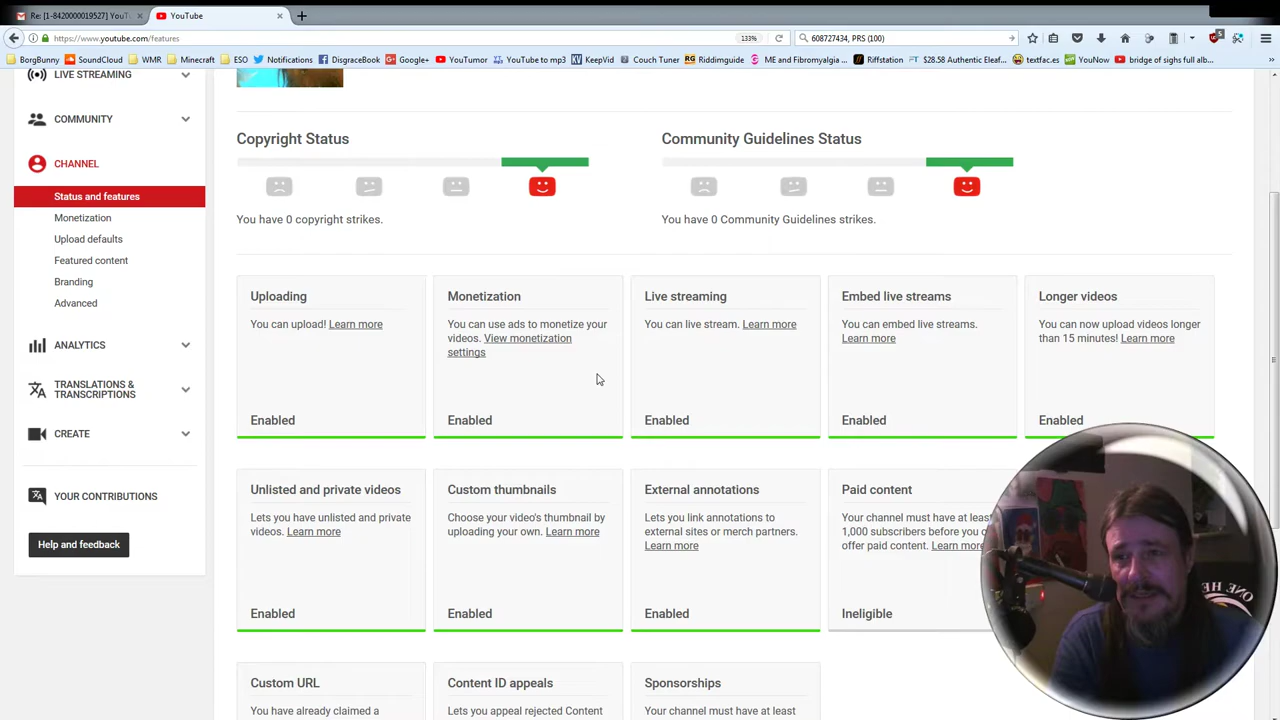 Re: [1-8420000019527] YouT
YouTube
https://www.youtube.com/features
133%
608727434, PRS (100)
BorgBunny
SoundCloud
WMR
Minecraft
ESO
Notifications
DisgraceBook
Google+
YouTumor
YouTube to mp3
KeepVid
Couch Tuner
Riddimguide
ME and Fibromyalgia ...
Riffstation
$28.58 Authentic Eleaf...
textfac.es
YouNow
bridge of sighs full alb...
LIVE STREAMING
COMMUNITY
CHANNEL
Status and features
Monetization
Upload defaults
Featured content
Branding
Advanced
ANALYTICS
TRANSLATIONS &
TRANSCRIPTIONS
CREATE
YOUR CONTRIBUTIONS
Help and feedback
Copyright Status
You have 0 copyright strikes.
Community Guidelines Status
You have 0 Community Guidelines strikes.
Uploading
You can upload! Learn more
Enabled
Monetization
You can use ads to monetize your
videos. View monetization
settings
Enabled
Live streaming
You can live stream. Learn more
Enabled
Embed live streams
You can embed live streams.
Learn more
Enabled
Longer videos
You can now upload videos longer
than 15 minutes! Learn more
Enabled
Unlisted and private videos
Lets you have unlisted and private
videos. Learn more
Enabled
Custom thumbnails
Choose your video's thumbnail by
uploading your own. Learn more
Enabled
External annotations
Lets you link annotations to
external sites or merch partners.
Learn more
Enabled
Paid content
Your channel must have at least
1,000 subscribers before you c
offer paid content. Learn more
Ineligible
Custom URL
You have already claimed a
Content ID appeals
Lets you appeal rejected Content
Sponsorships
Your channel must have at least
ONE HE